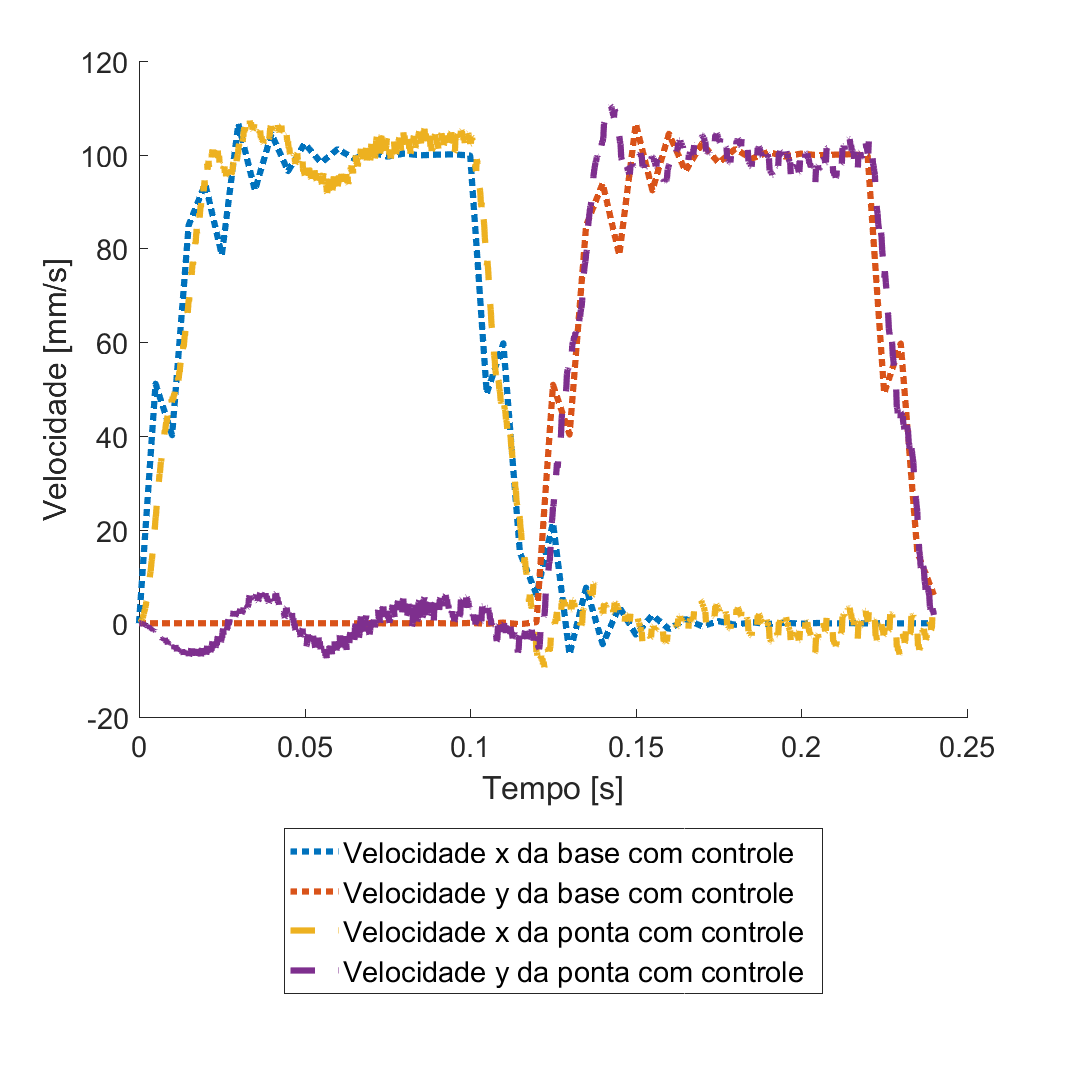 120
100
80
60
40
20
0
-20
Velocidade [mm/s]
0 0.05 0.1 0.15 0.2 0.25
Tempo [s]
Velocidade x da base com controle
Velocidade y da base com controle
Velocidade x da ponta com controle
Velocidade y da ponta com controle